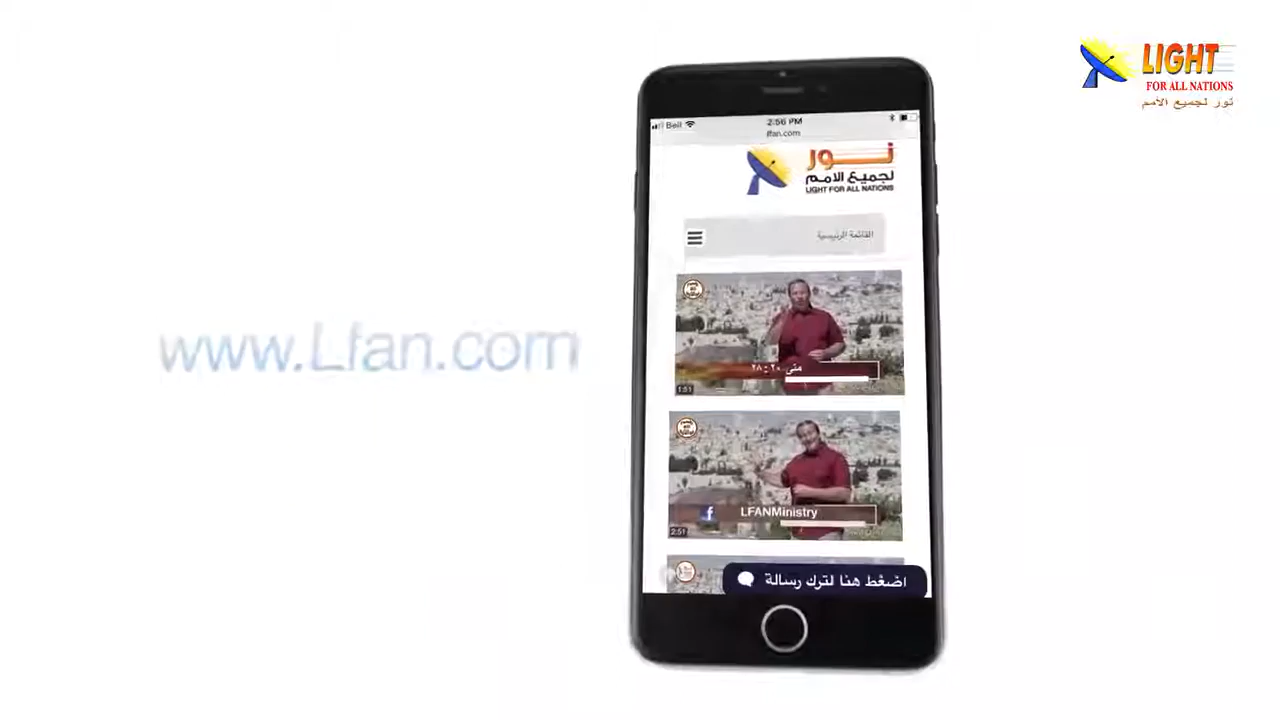 LIGHT
FOR ALL NATIONS
نور لجميع الأمم
Bell
2:56 PM
lfan.com
نور
لجميع الامم
LIGHT FOR ALL NATIONS
القائمة الرئيسية
متى ٢٠ : ٢٨
1:51
www.Lfan.com
LFANMinistry
2:51
اضغط هنا لترك رسالة